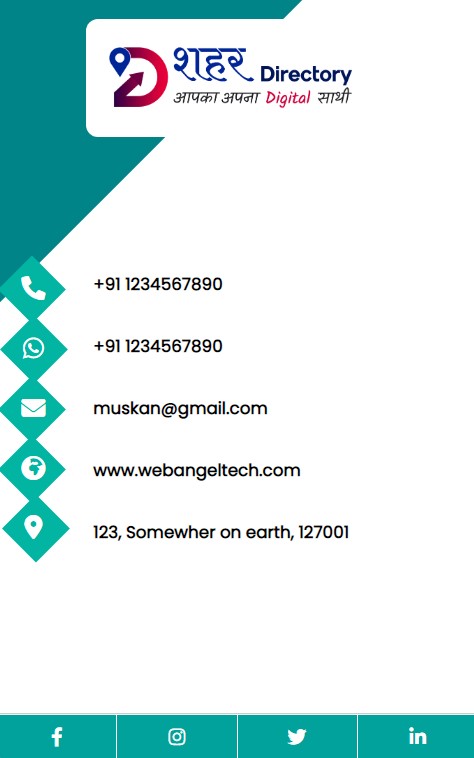 शहर Directory
आपका अपना Digital साथी
+91 1234567890
+91 1234567890
muskan@gmail.com
www.webangeltech.com
123, Somewher on earth, 127001